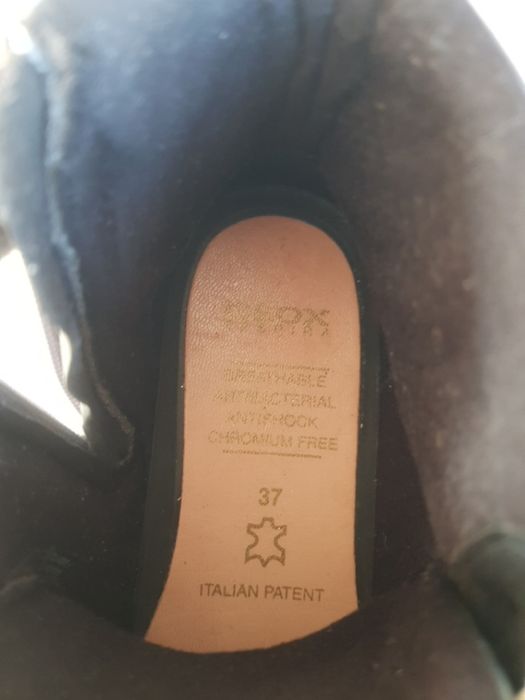 GEOX
BREATHABLE
ANTIBACTERIAL
ANTISHOCK
CHROMIUM FREE
37
ITALIAN PATENT